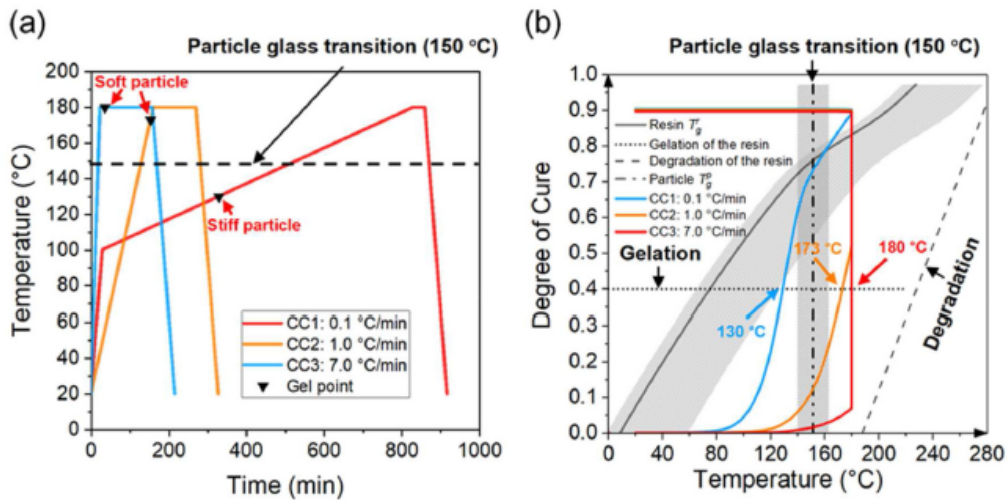 (a)
Particle glass transition (150 °C)
200
180
160
140
120
100
80
60
40
20
0
Temperature (°C)
Soft particle
Stiff particle
CC1: 0.1 °C/min
CC2: 1.0 °C/min
CC3: 7.0 °C/min
Gel point
0 200 400 600 800 1000
Time (min)
(b)
Particle glass transition (150 °C)
1.0
0.9
0.8
0.7
0.6
0.5
0.4
0.3
0.2
0.1
0.0
Degree of Cure
Resin Tgr
Gelation of the resin
Degradation of the resin
Particle Tgp
CC1: 0.1 °C/min
CC2: 1.0 °C/min
CC3: 7.0 °C/min
Gelation
173 °C
180 °C
130 °C
Degradation
0 40 80 120 160 200 240 280
Temperature (°C)